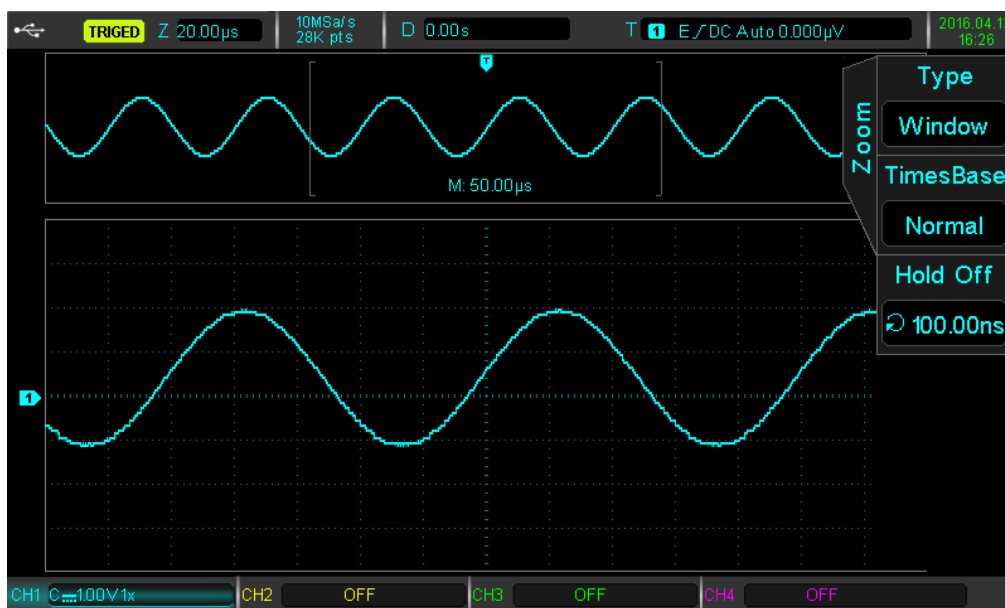 TRIGED Z 20.00µs 10MSa/s D 0.00s T 1 E DC Auto 0.000µV 2016.04.1
28K pts 16:26
T
Type
Window
Zoom
M: 50.00µs
TimesBase
Normal
Hold Off
100.00ns
1
CH1 C 1.00V 1x CH2 OFF CH3 OFF CH4 OFF